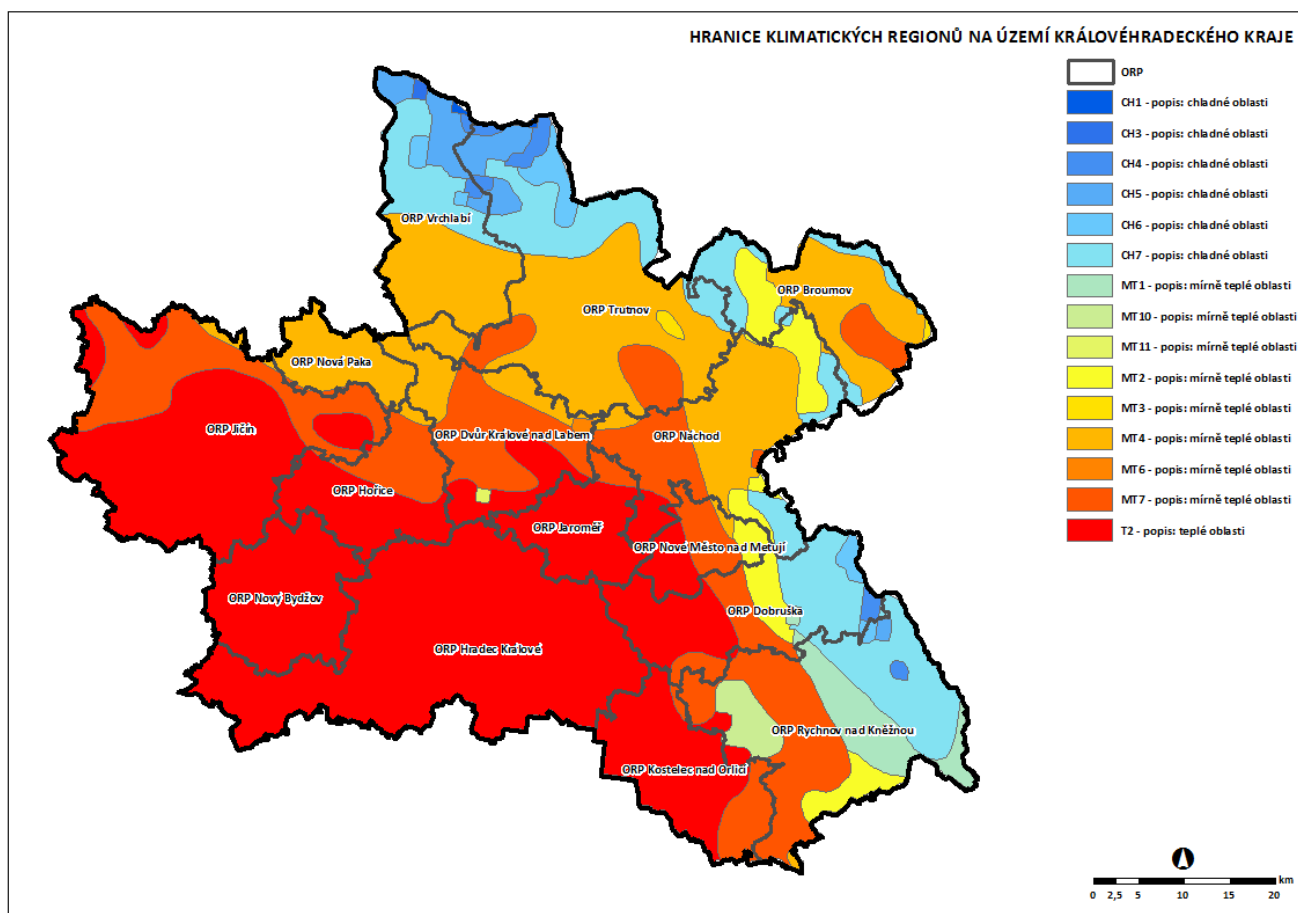 HRANICE KLIMATICKÝCH REGIONŮ NA ÚZEMÍ KRÁLOVÉHRADECKÉHO KRAJE
ORP
CH1 - popis: chladné oblasti
CH3 - popis: chladné oblasti
CH4 - popis: chladné oblasti
CH5 - popis: chladné oblasti
CH6 - popis: chladné oblasti
CH7 - popis: chladné oblasti
MT1 - popis: mírně teplé oblasti
MT10 - popis: mírně teplé oblasti
MT11 - popis: mírně teplé oblasti
MT2 - popis: mírně teplé oblasti
MT3 - popis: mírně teplé oblasti
MT4 - popis: mírně teplé oblasti
MT6 - popis: mírně teplé oblasti
MT7 - popis: mírně teplé oblasti
T2 - popis: teplé oblasti
ORP Vrchlabí
ORP Broumov
ORP Trutnov
ORP Nová Paka
ORP Jičín
ORP Dvůr Králové nad Labem
ORP Náchod
ORP Hořice
ORP Jaroměř
ORP Nové Město nad Metují
ORP Nový Bydžov
ORP Dobruška
ORP Hradec Králové
ORP Rychnov nad Kněžnou
ORP Kostelec nad Orlicí
km
0 2,5 5 10 15 20